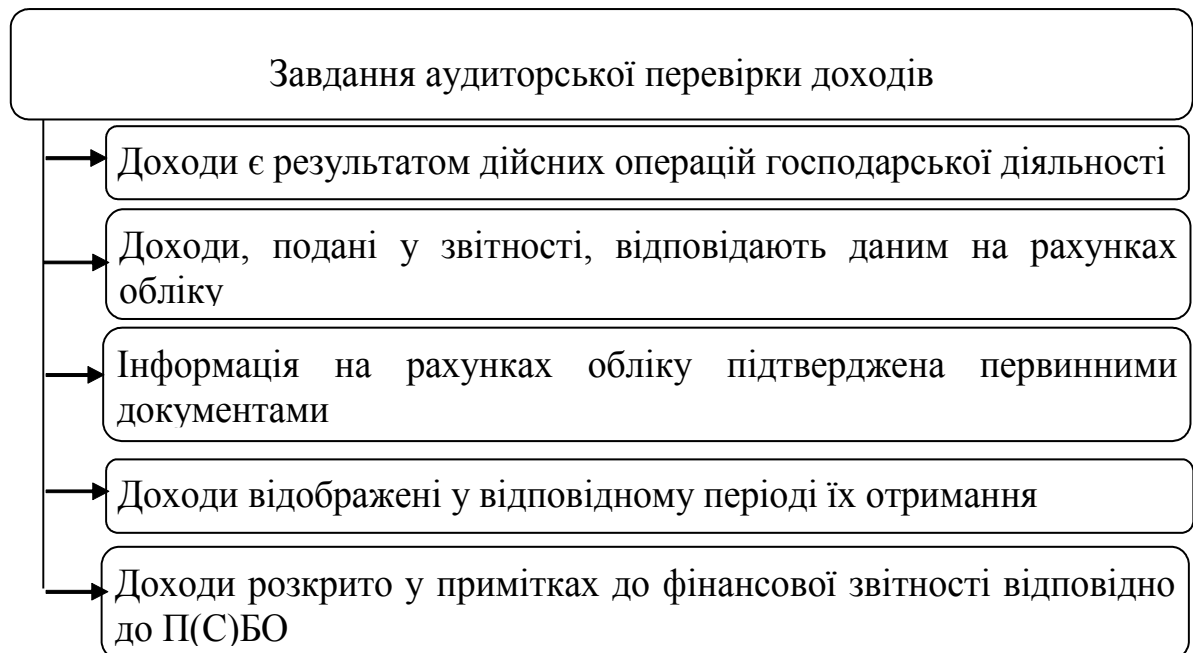 Завдання аудиторської перевірки доходів
Доходи є результатом дійсних операцій господарської діяльності
Доходи, подані у звітності, відповідають даним на рахунках
обліку
Інформація на рахунках обліку підтверджена первинними
документами
Доходи відображені у відповідному періоді їх отримання
Доходи розкрито у примітках до фінансової звітності відповідно
до П(С)БО